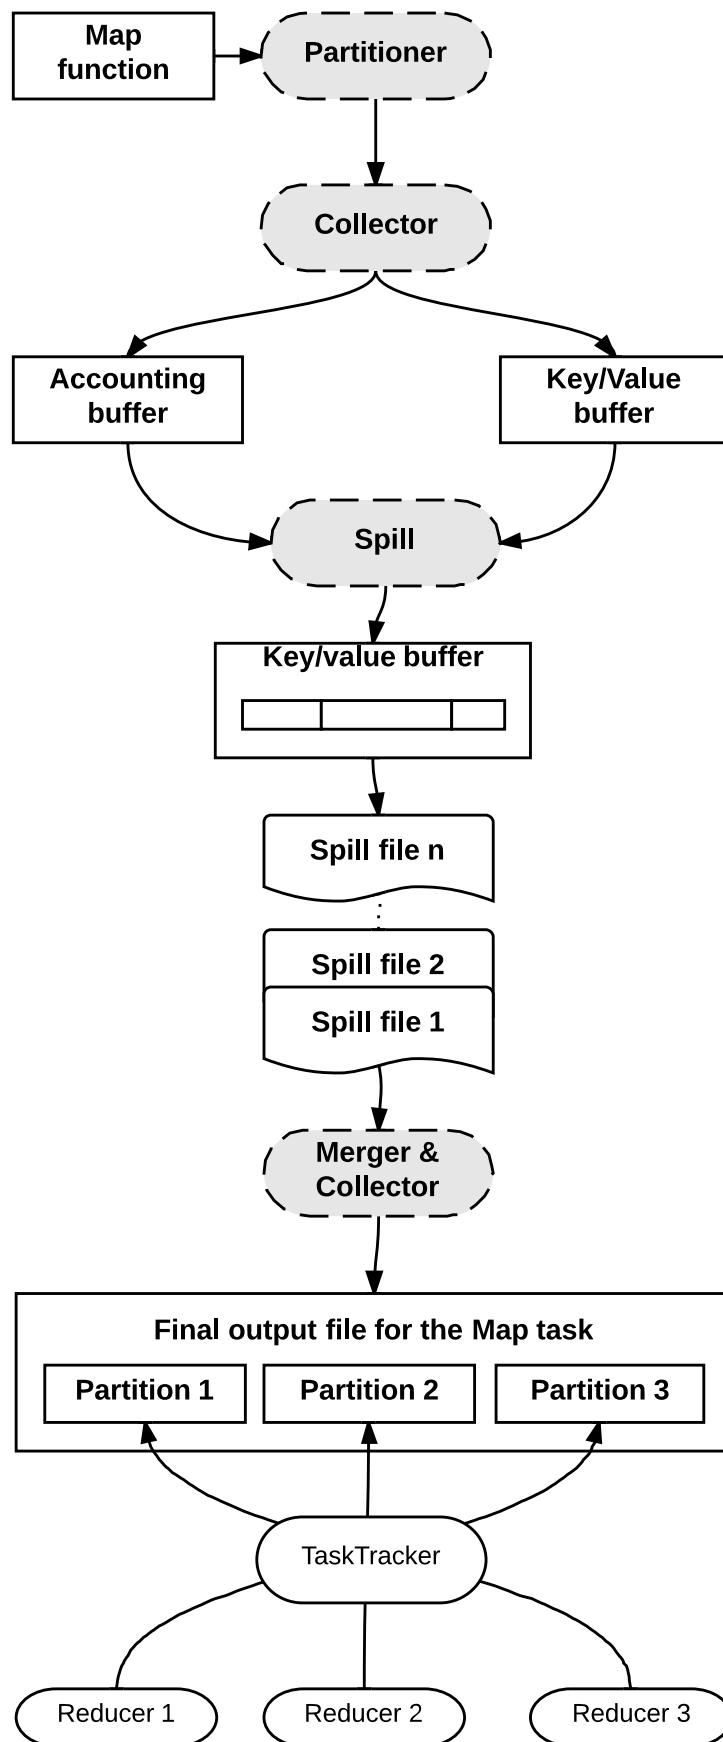 Map
function
Partitioner
Collector
Accounting
buffer
Key/Value
buffer
Spill
Key/value buffer
Spill file n
Spill file 2
Spill file 1
Merger &
Collector
Final output file for the Map task
Partition 1
Partition 2
Partition 3
TaskTracker
Reducer 1
Reducer 2
Reducer 3